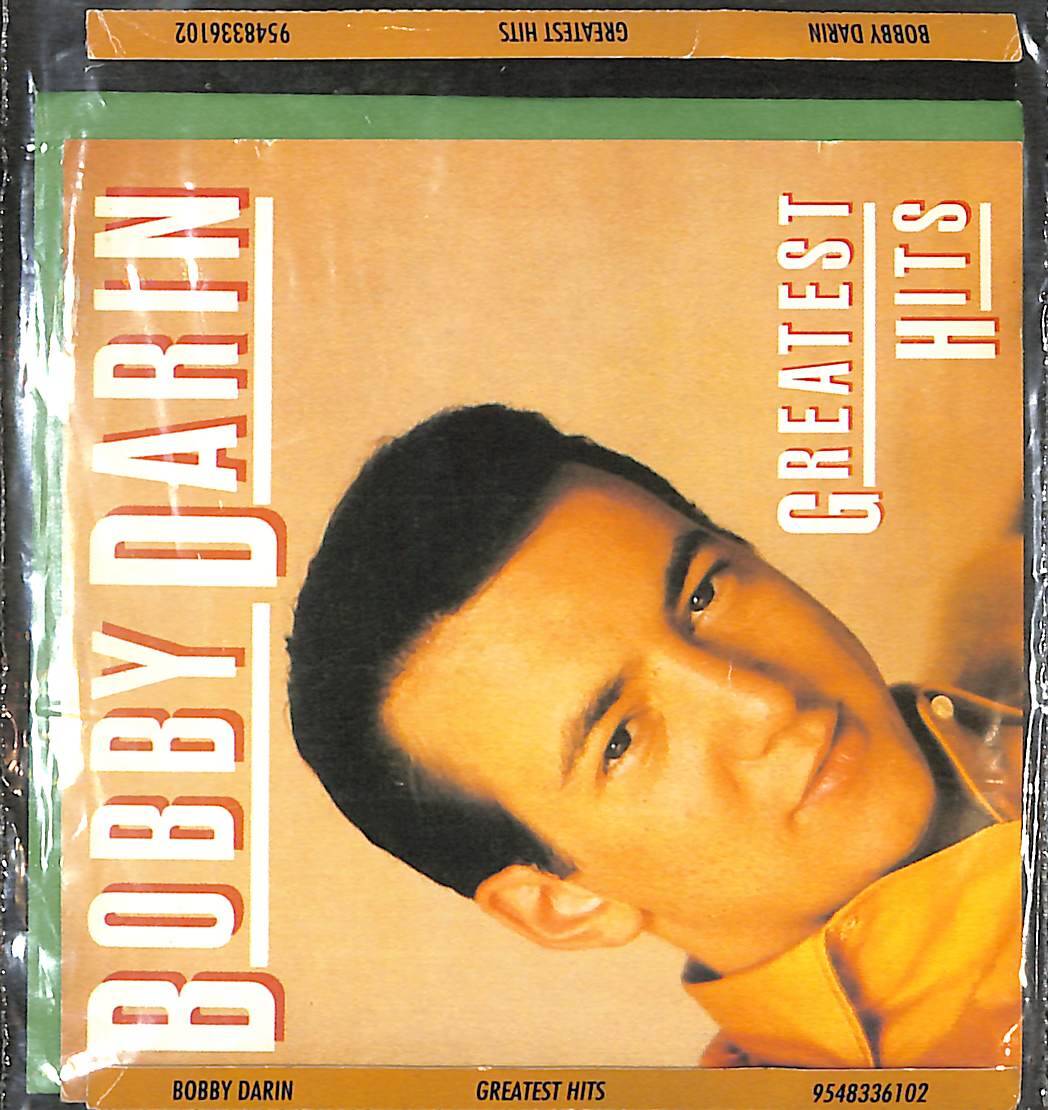 BOBBY DARIN GREATEST HITS 9548336102
BOBBY DARIN
GREATEST
HITS
BOBBY DARIN GREATEST HITS 9548336102